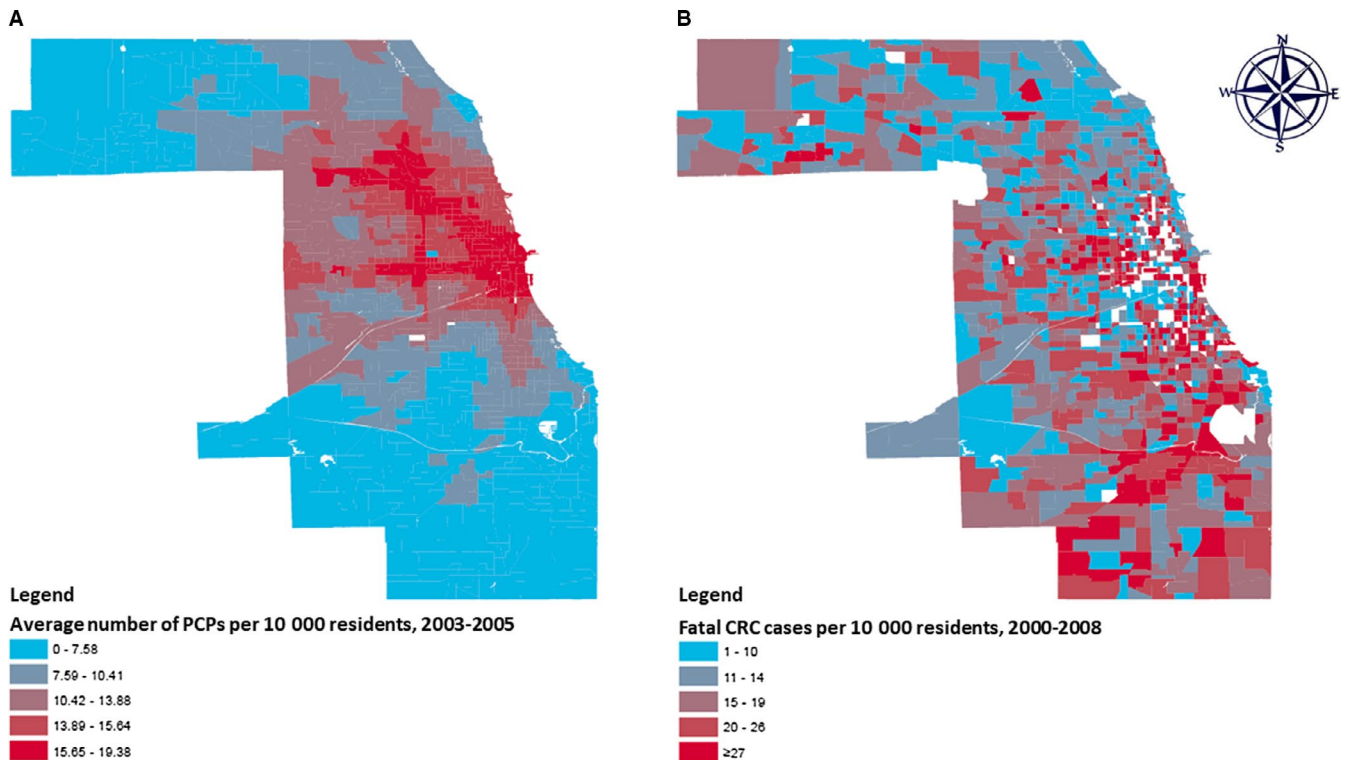 A
B
N
W
E
S
Legend
Average number of PCPs per 10 000 residents, 2003-2005
0 - 7.58
7.59 - 10.41
10.42 - 13.88
13.89 - 15.64
15.65 - 19.38
Legend
Fatal CRC cases per 10 000 residents, 2000-2008
1 - 10
11 - 14
15 - 19
20 - 26
≥27